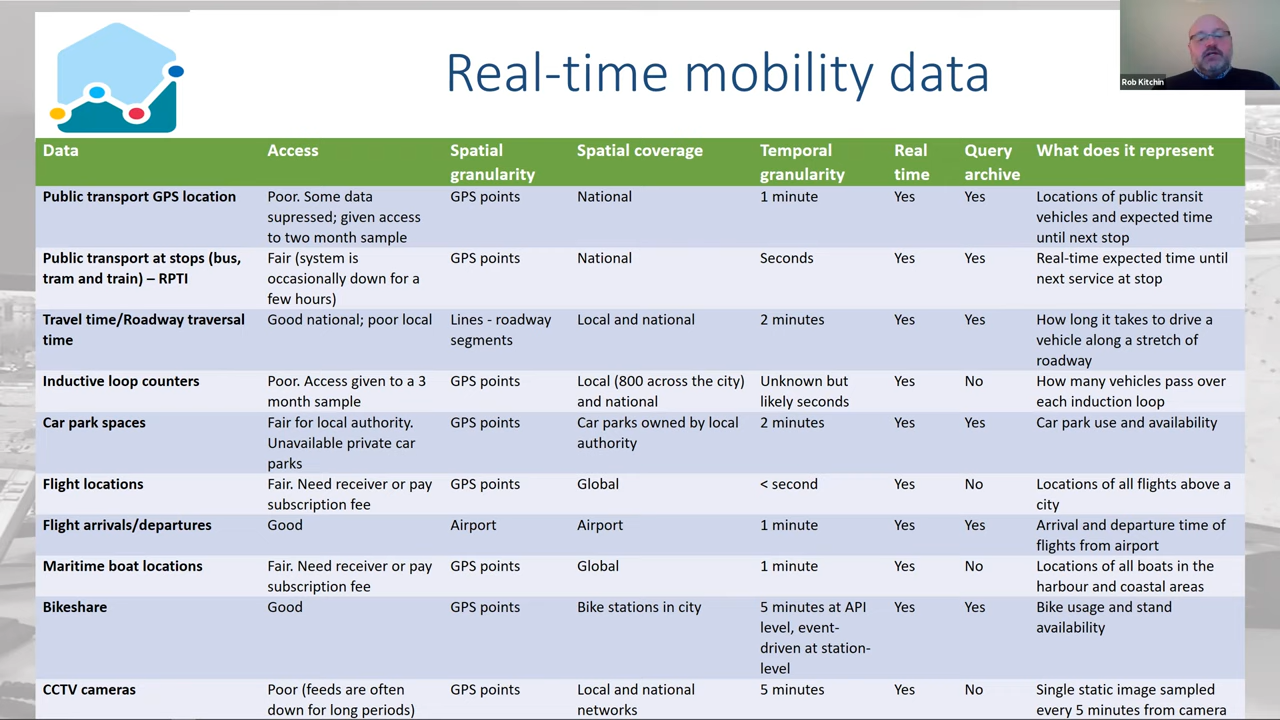 Real-time mobility data
Rob Kitchin
Data Access Spatial granularity Spatial coverage Temporal granularity Real time Query archive What does it represent
Public transport GPS location
Poor. Some data
supressed; given access
to two month sample
GPS points
National
1 minute
Yes
Yes
Locations of public transit
vehicles and expected time
until next stop
Public transport at stops (bus,
tram and train) – RPTI
Fair (system is
occasionally down for a
few hours)
GPS points
National
Seconds
Yes
Yes
Real-time expected time until
next service at stop
Travel time/Roadway traversal
time
Good national; poor local
Lines - roadway
segments
Local and national
2 minutes
Yes
Yes
How long it takes to drive a
vehicle along a stretch of
roadway
Inductive loop counters
Poor. Access given to a 3
month sample
GPS points
Local (800 across the city)
and national
Unknown but
likely seconds
Yes
No
How many vehicles pass over
each induction loop
Car park spaces
Fair for local authority.
Unavailable private car
parks
GPS points
Car parks owned by local
authority
2 minutes
Yes
Yes
Car park use and availability
Flight locations
Fair. Need receiver or pay
subscription fee
GPS points
Global
< second
Yes
No
Locations of all flights above a
city
Flight arrivals/departures
Good
Airport
Airport
1 minute
Yes
Yes
Arrival and departure time of
flights from airport
Maritime boat locations
Fair. Need receiver or pay
subscription fee
GPS points
Global
1 minute
Yes
No
Locations of all boats in the
harbour and coastal areas
Bikeshare
Good
GPS points
Bike stations in city
5 minutes at API
level, event-
driven at station-
level
Yes
Yes
Bike usage and stand
availability
CCTV cameras
Poor (feeds are often
down for long periods)
GPS points
Local and national
networks
5 minutes
Yes
No
Single static image sampled
every 5 minutes from camera